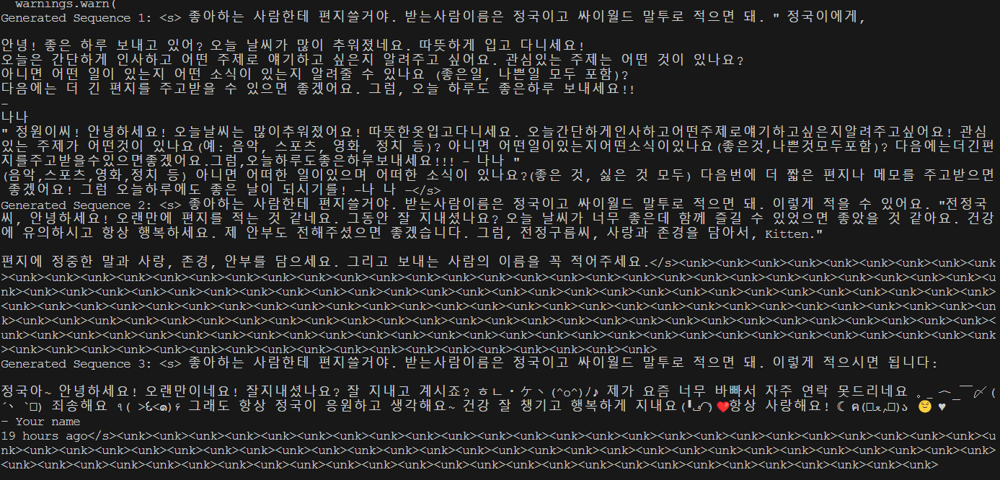 warnings.warn(
Generated Sequence 1: <s> 좋아하는 사람한테 편지쓸거야. 받는사람이름은 정국이고 싸이월드 말투로 적으면 돼. " 정국이에게,
안녕! 좋은 하루 보내고 있어? 오늘 날씨가 많이 추워졌네요. 따뜻하게 입고 다니세요!
오늘은 간단하게 인사하고 어떤 주제로 얘기하고 싶은지 알려주고 싶어요. 관심있는 주제는 어떤 것이 있나요?
아니면 어떤 일이 있는지 어떤 소식이 있는지 알려줄 수 있나요 (좋은일, 나쁜일 모두 포함)?
다음에는 더 긴 편지를 주고받을 수 있으면 좋겠어요. 그럼, 오늘 하루도 좋은하루 보내세요!!
-
나나
" 정원이씨! 안녕하세요! 오늘날씨는 많이추워졌어요! 따뜻한옷입고다니세요. 오늘간단하게인사하고어떤주제로얘기하고싶은지알려주고싶어요! 관심
있는 주제가 어떤것이 있나요(예: 음악, 스포츠, 영화, 정치 등)? 아니면 어떤일이있는지어떤소식이있나요(좋은것,나쁜것모두포함)? 다음에는더긴편
지를주고받을수있으면좋겠어요.그럼,오늘하루도좋은하루보내세요!!! - 나나 "
(음악,스포츠,영화,정치 등) 아니면 어떠한 일이있으며 어떠한 소식이 있나요?(좋은 것, 싫은 것 모두) 다음번에 더 짧은 편지나 메모를 주고받으면
좋겠어요! 그럼 오늘하루에도 좋은 날이 되시기를! -나 나 -</s>
Generated Sequence 2: <s> 좋아하는 사람한테 편지쓸거야. 받는사람이름은 정국이고 싸이월드 말투로 적으면 돼. 이렇게 적을 수 있어요. "전정국
씨, 안녕하세요! 오랜만에 편지를 적는 것 같네요. 그동안 잘 지내셨나요? 오늘 날씨가 너무 좋은데 함께 즐길 수 있었으면 좋았을 것 같아요. 건강
에 유의하시고 항상 행복하세요. 제 안부도 전해주셨으면 좋겠습니다. 그럼, 전정구름씨, 사랑과 존경을 담아서, Kitten."
편지에 정중한 말과 사랑, 존경, 안부를 담으세요. 그리고 보내는 사람의 이름을 꼭 적어주세요.</s><unk><unk><unk><unk><unk><unk><unk><unk><unk><unk
><unk><unk><unk><unk><unk><unk><unk><unk><unk><unk><unk><unk><unk><unk><unk><unk><unk><unk><unk><unk><unk><unk><unk><unk><unk><u
nk><unk><unk><unk><unk><unk><unk><unk><unk><unk><unk><unk><unk><unk><unk><unk><unk><unk><unk><unk><unk><unk><unk><unk><unk><unk>
<unk><unk><unk><unk><unk><unk><unk><unk><unk><unk><unk><unk><unk><unk><unk><unk><unk><unk><unk><unk><unk><unk><unk><unk><unk><un
k><unk><unk><unk><unk><unk><unk><unk><unk><unk><unk><unk><unk><unk><unk><unk><unk><unk><unk><unk><unk><unk><unk><unk><unk><unk><
unk><unk><unk><unk><unk><unk><unk><unk><unk><unk><unk><unk><unk><unk><unk><unk><unk><unk><unk><unk><unk><unk><unk><unk><unk><unk
><unk><unk><unk><unk><unk><unk><unk><unk><unk><unk><unk><unk><unk><unk><unk><unk><unk>
Generated Sequence 3: <s> 좋아하는 사람한테 편지쓸거야. 받는사람이름은 정국이고 싸이월드 말투로 적으면 돼. 이렇게 적으시면 됩니다:
정국아~ 안녕하세요! 오랜만이네요! 잘지내셨나요? 잘 지내고 계시죠? ㅎㄴ・ケヽ(^o^)/♪ 제가 요즘 너무 바빠서 자주 연락 못드리네요
죄송해요 ٩( >ε<๑)۶ 그래도 항상 정국이 응원하고 생각해요~ 건강 잘 챙기고 행복하게 지내요 ❤️항상 사랑해요! 😊 ♥
- Your name
19 hours ago</s><unk><unk><unk><unk><unk><unk><unk><unk><unk><unk><unk><unk><unk><unk><unk><unk><unk><unk><unk><unk><unk><unk><u
nk><unk><unk><unk><unk><unk><unk><unk><unk><unk><unk><unk><unk><unk><unk><unk><unk><unk><unk><unk><unk><unk><unk><unk><unk><unk>
<unk><unk><unk><unk><unk><unk><unk><unk><unk><unk><unk><unk><unk><unk><unk><unk><unk><unk><unk><unk><unk><unk><unk><unk>